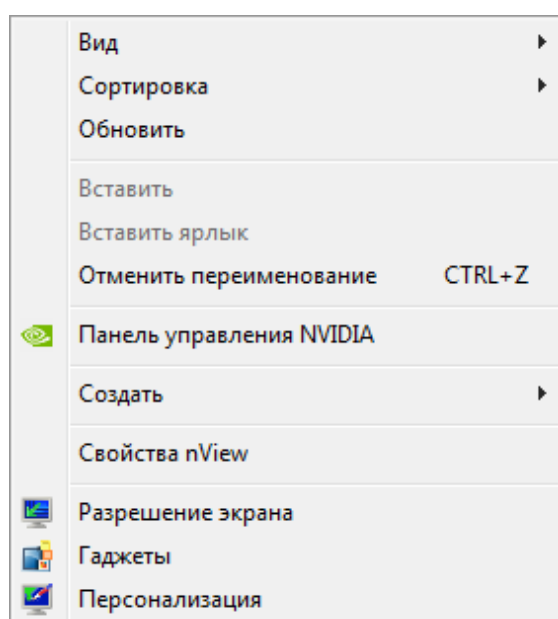 Вид
Сортировка
Обновить
Вставить
Вставить ярлык
Отменить переименование CTRL+Z
Панель управления NVIDIA
Создать
Свойства nView
Разрешение экрана
Гаджеты
Персонализация